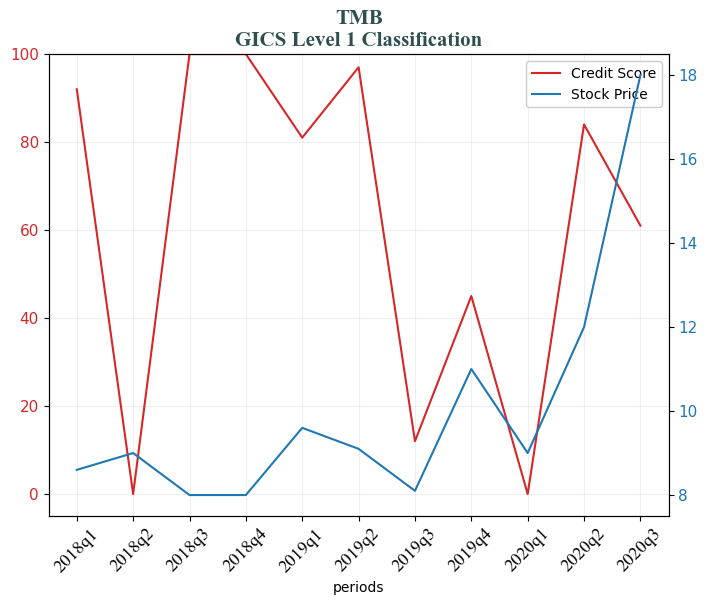 TMB
GICS Level 1 Classification
100
80
60
40
20
0
Credit Score
Stock Price
18
16
14
12
10
8
2018q1
2018q2
2018q3
2018q4
2019q1
2019q2
2019q3
2019q4
2020q1
2020q2
2020q3
periods